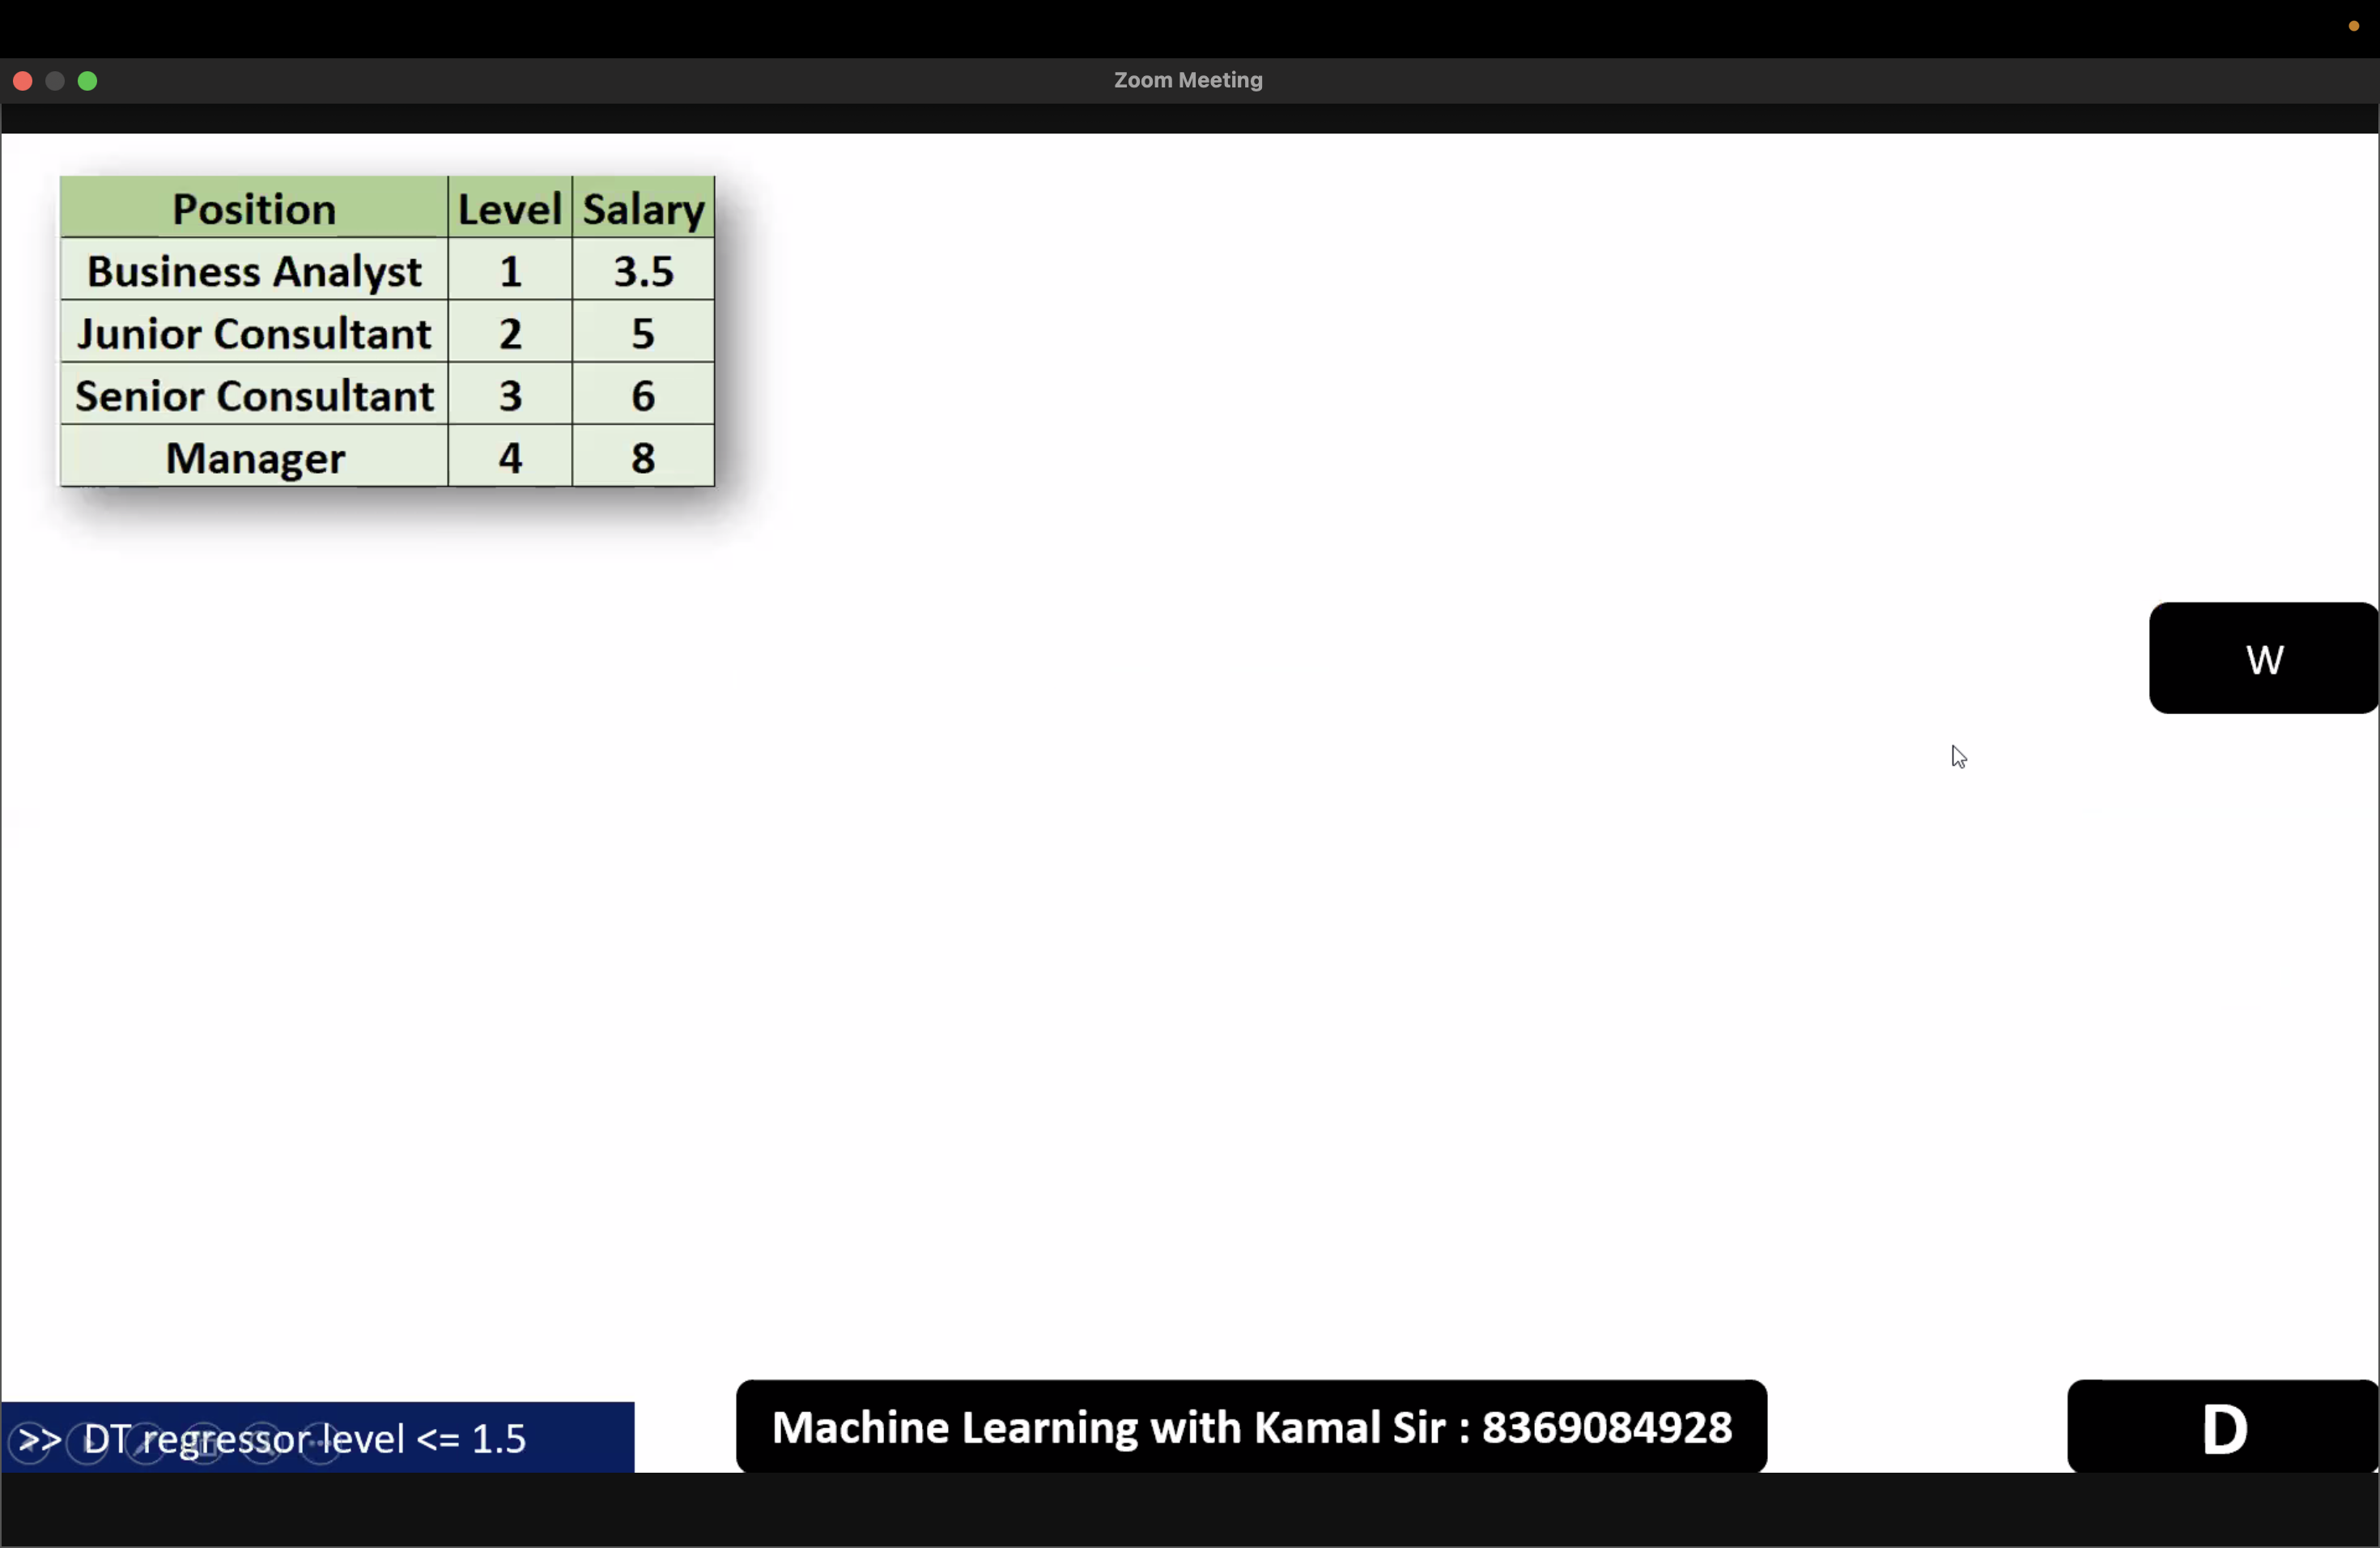 Zoom Meeting
Position Level Salary
Business Analyst 1 3.5
Junior Consultant 2 5
Senior Consultant 3 6
Manager 4 8
W
>> DT regressor level <= 1.5
Machine Learning with Kamal Sir : 8369084928
D